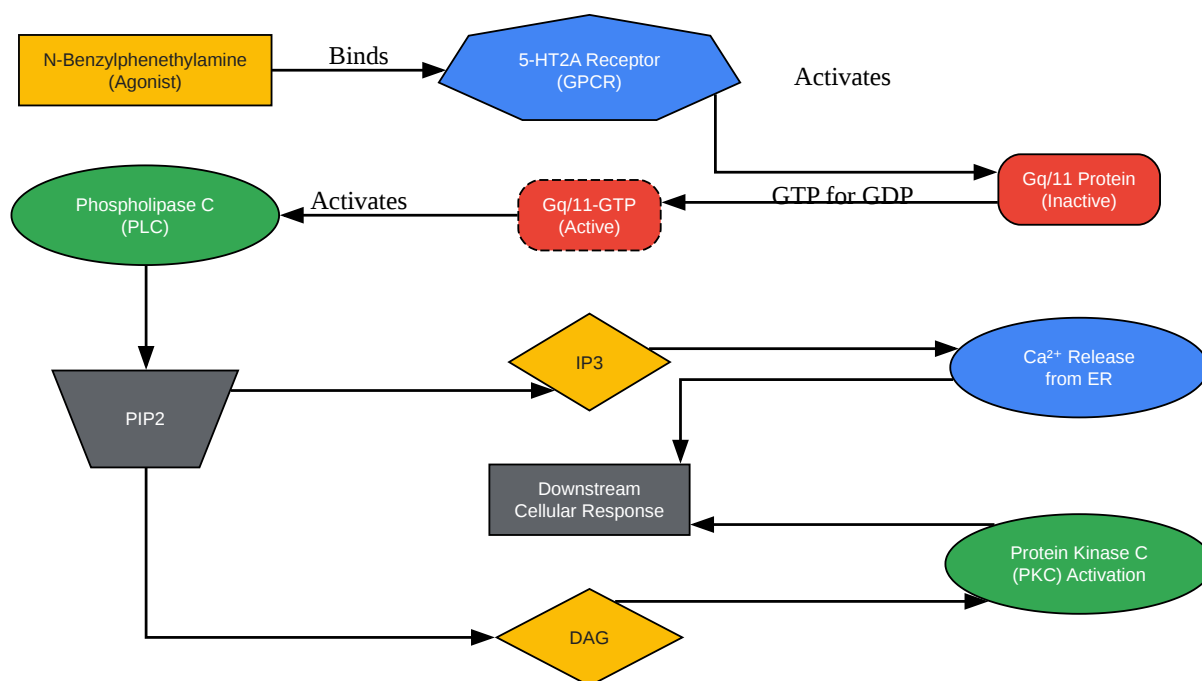 N-Benzylphenethylamine
(Agonist)
Binds
5-HT2A Receptor
(GPCR)
Activates
Phospholipase C
(PLC)
Activates
Gq/11-GTP
(Active)
GTP for GDP
Gq/11 Protein
(Inactive)
PIP2
IP3
Ca²⁺ Release
from ER
Downstream
Cellular Response
Protein Kinase C
(PKC) Activation
DAG